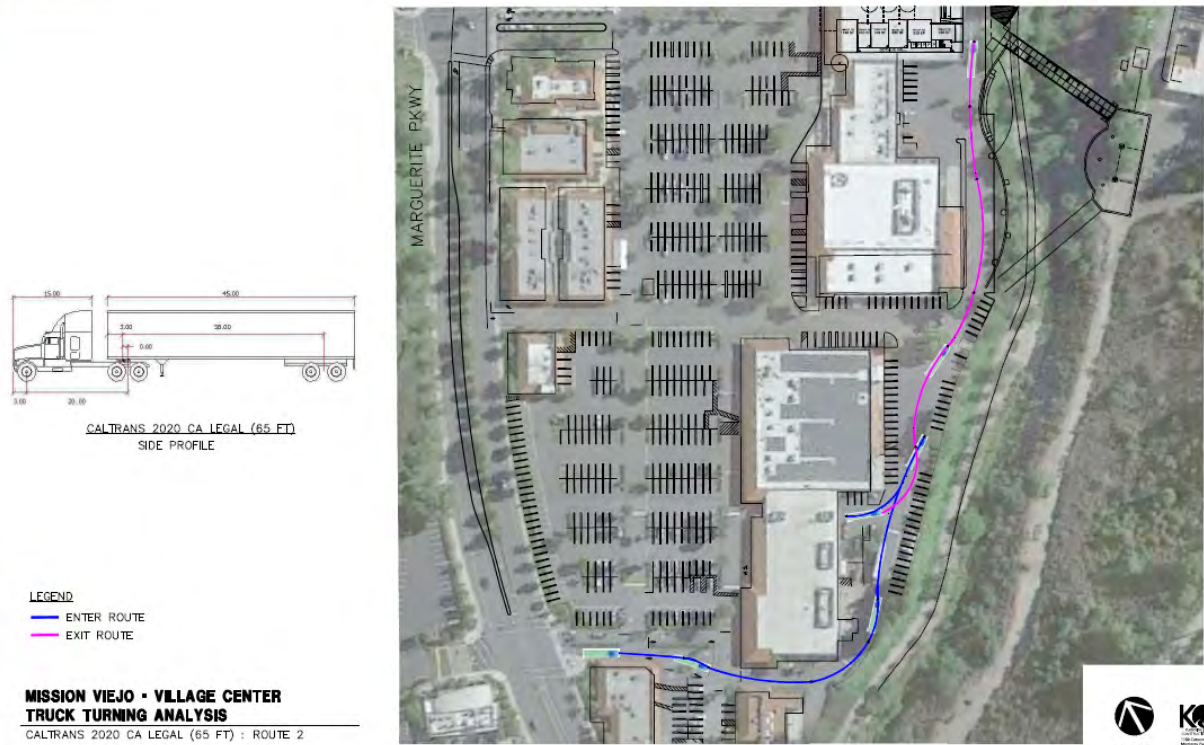 MARGUERITE PKWY
15.00
45.00
3.00
38.00
0.00
3.00
20.00
CALTRANS 2020 CA LEGAL (65 FT)
SIDE PROFILE
LEGEND
ENTER ROUTE
EXIT ROUTE
MISSION VIEJO - VILLAGE CENTER
TRUCK TURNING ANALYSIS
CALTRANS 2020 CA LEGAL (65 FT) : ROUTE 2